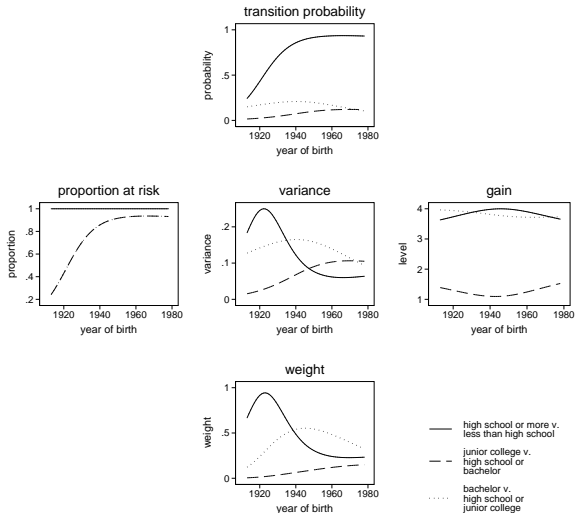 transition probability
1
.5
0
probability
1920 1940 1960 1980
year of birth
proportion at risk
1
.8
.6
.4
.2
proportion
1920 1940 1960 1980
year of birth
variance
.2
.1
0
variance
1920 1940 1960 1980
year of birth
gain
4
3
2
1
level
1920 1940 1960 1980
year of birth
weight
1
.5
0
weight
1920 1940 1960 1980
year of birth
high school or more v.
less than high school
junior college v.
high school or
bachelor
bachelor v.
high school or
junior college